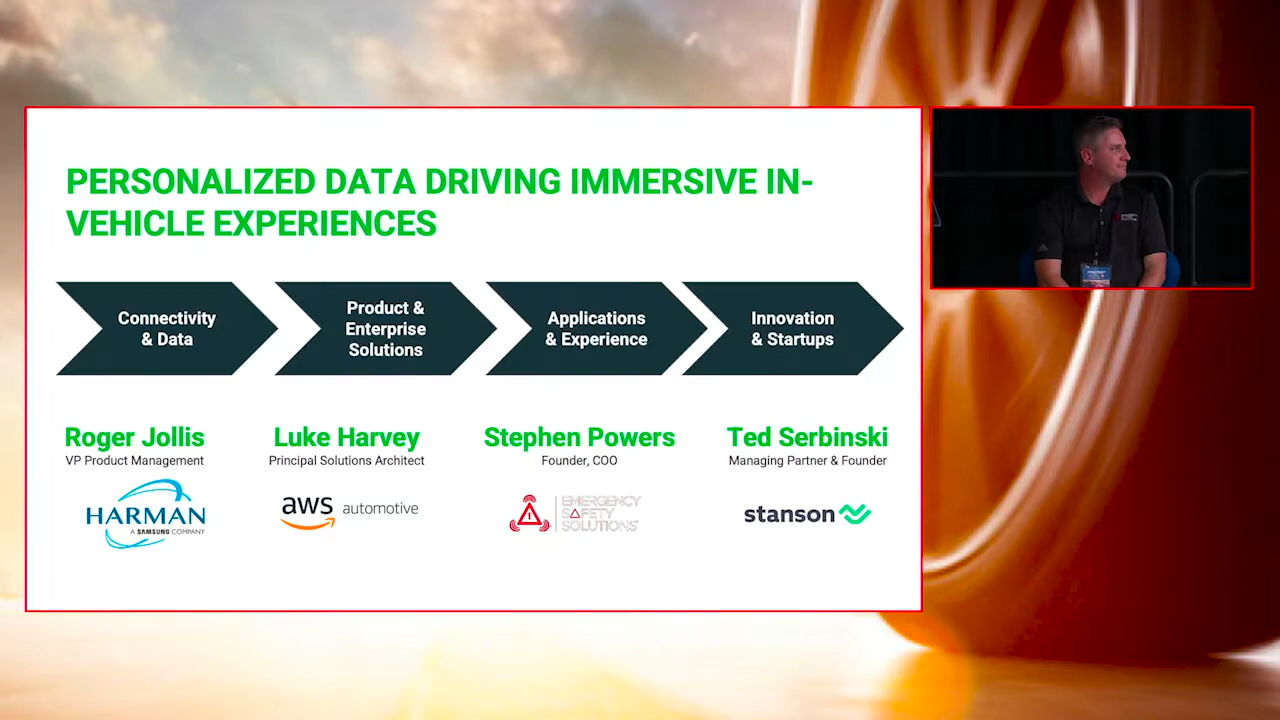 PERSONALIZED DATA DRIVING IMMERSIVE IN-
VEHICLE EXPERIENCES
Connectivity
& Data
Product &
Enterprise
Solutions
Applications
& Experience
Innovation
& Startups
Roger Jollis
VP Product Management
HARMAN
A SAMSUNG COMPANY
Luke Harvey
Principal Solutions Architect
aws automotive
Stephen Powers
Founder, COO
EMERGENCY
SAFETY
SOLUTIONS
Ted Serbinski
Managing Partner & Founder
stanson